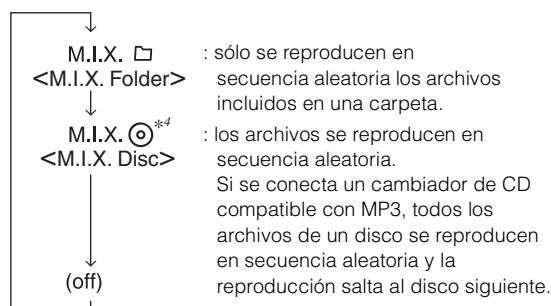 M.I.X. : sólo se reproducen en
<M.I.X. Folder> secuencia aleatoria los archivos
incluidos en una carpeta.
M.I.X. *4 : los archivos se reproducen en
<M.I.X. Disc> secuencia aleatoria.
Si se conecta un cambiador de CD
compatible con MP3, todos los
archivos de un disco se reproducen
en secuencia aleatoria y la
(off) reproducción salta al disco siguiente.